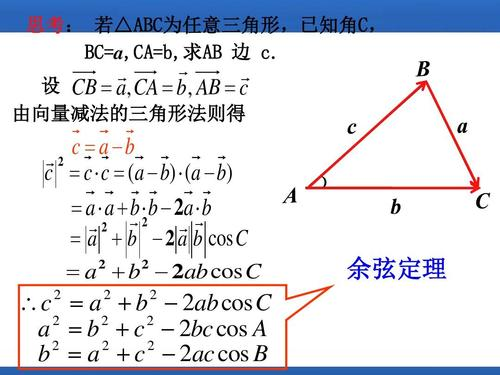 思考： 若△ABC为任意三角形，已知角C，
BC=a,CA=b,求AB 边 c.
设 $\overrightarrow{CB}=\vec{a},\overrightarrow{CA}=\vec{b},\overrightarrow{AB}=\vec{c}$
由向量减法的三角形法则得
$\vec{c}=\vec{a}-\vec{b}$
$|\vec{c}|^2=\vec{c}\cdot\vec{c}=(\vec{a}-\vec{b})\cdot(\vec{a}-\vec{b})$
$=\vec{a}\cdot\vec{a}+\vec{b}\cdot\vec{b}-2\vec{a}\cdot\vec{b}$
$=|\vec{a}|^2+|\vec{b}|^2-2|\vec{a}||\vec{b}|\cos C$
$=a^2+b^2-2ab\cos C$
$\therefore c^2=a^2+b^2-2ab\cos C$
$a^2=b^2+c^2-2bc\cos A$
$b^2=a^2+c^2-2ac\cos B$
B
c
a
A
b
C
余弦定理